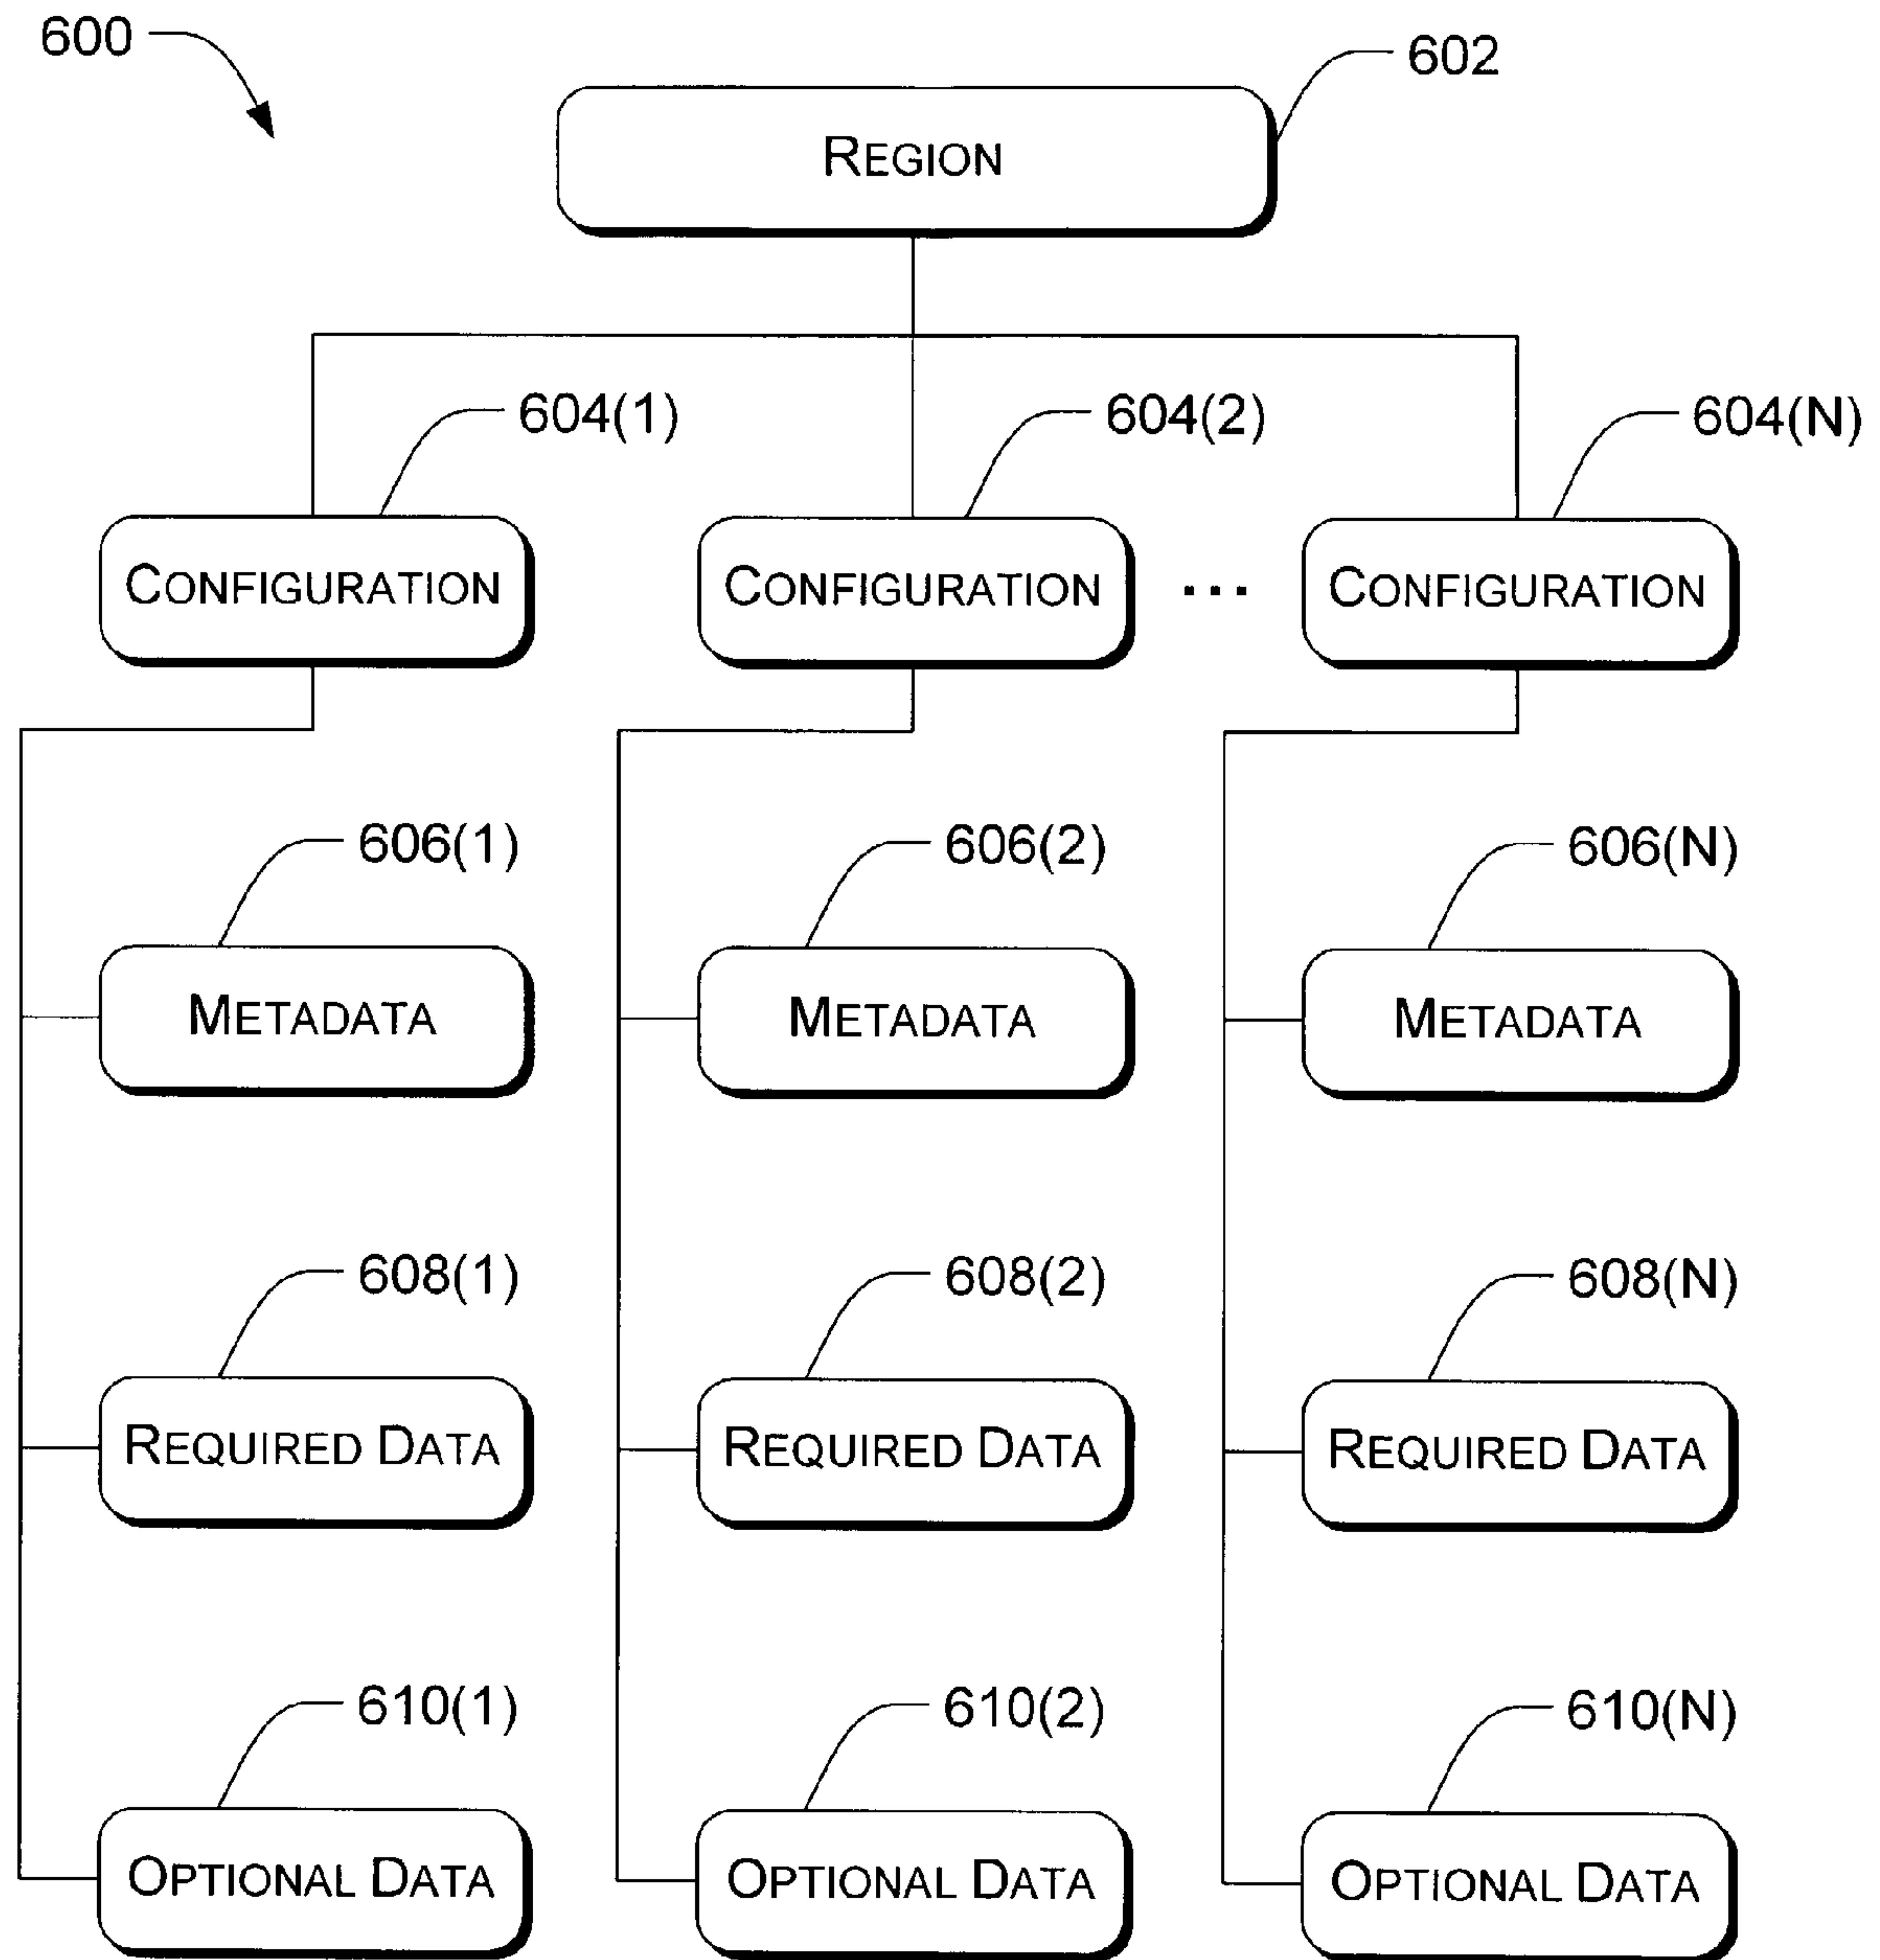 600
602
REGION
604(1)
604(2)
604(N)
CONFIGURATION
CONFIGURATION
...
CONFIGURATION
606(1)
606(2)
606(N)
METADATA
METADATA
METADATA
608(1)
608(2)
608(N)
REQUIRED DATA
REQUIRED DATA
REQUIRED DATA
610(1)
610(2)
610(N)
OPTIONAL DATA
OPTIONAL DATA
OPTIONAL DATA